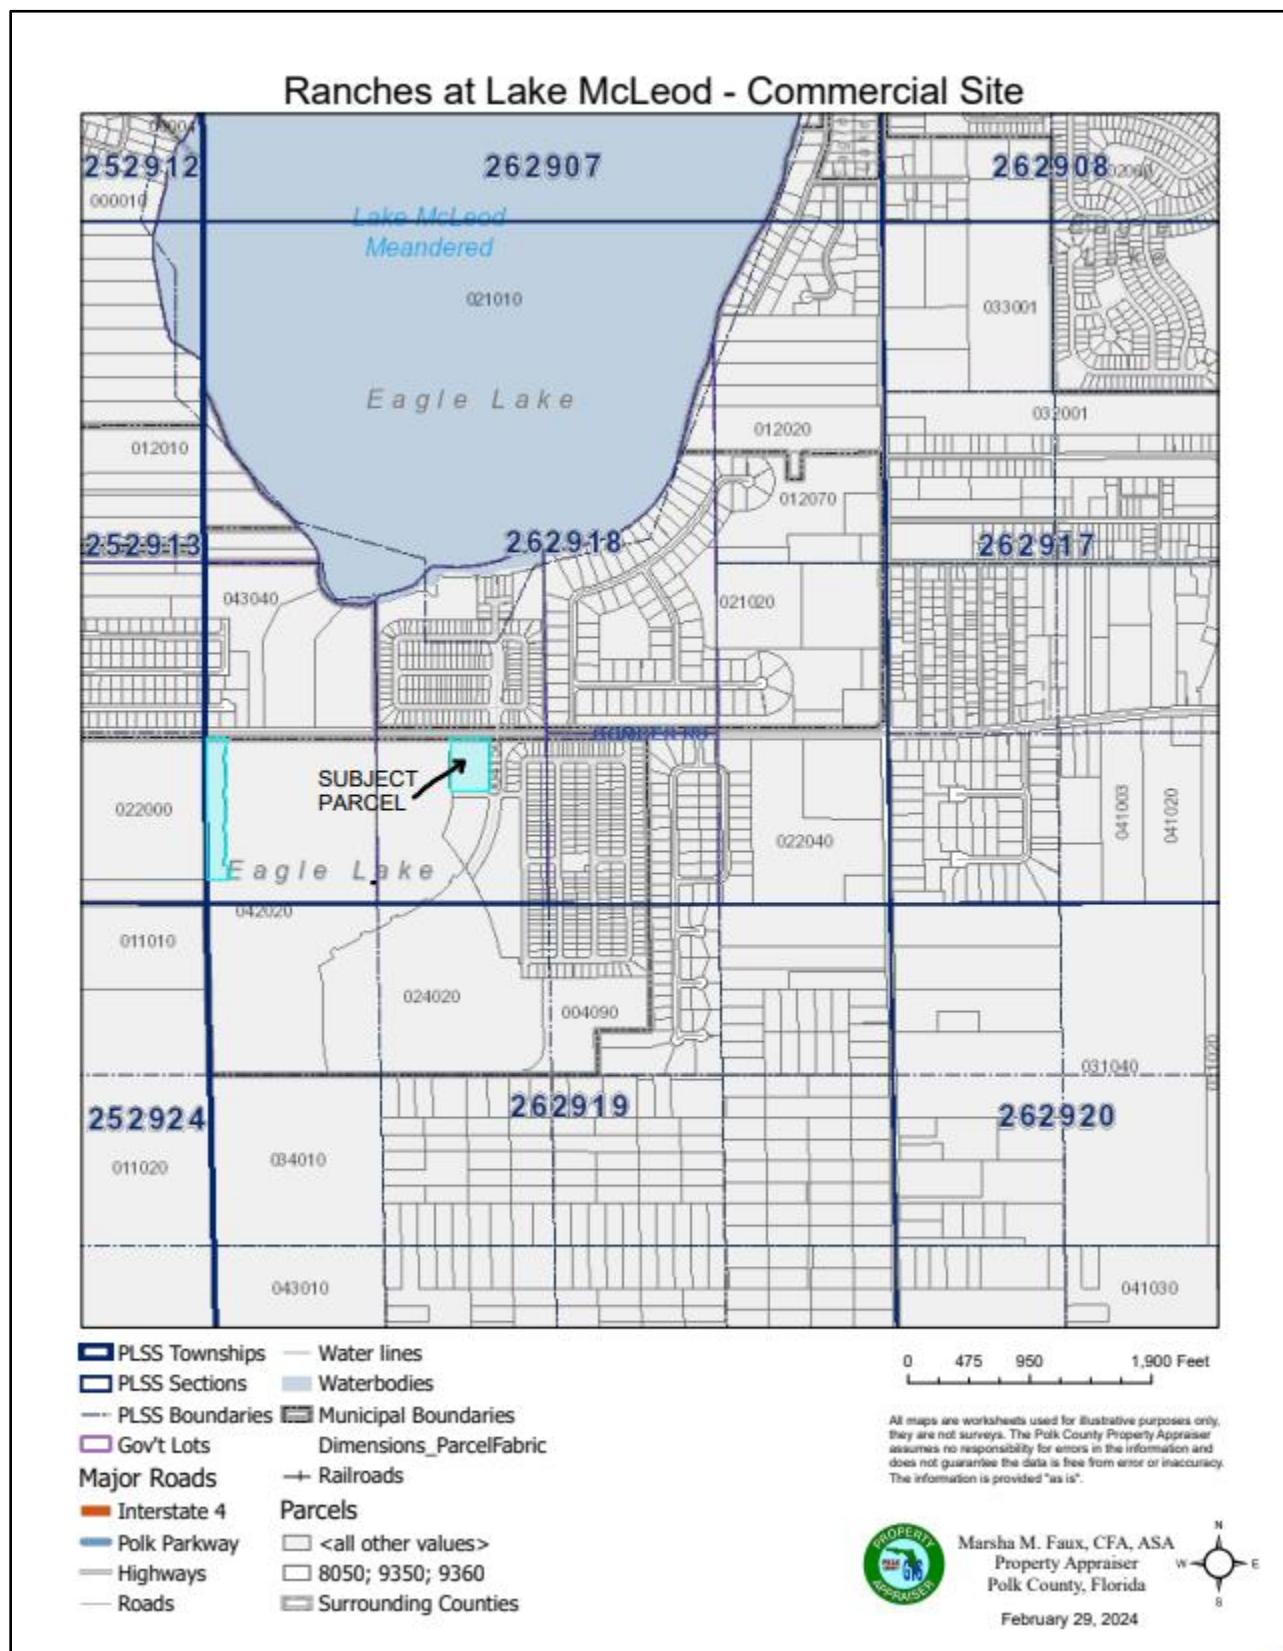 Ranches at Lake McLeod - Commercial Site
252912
262907
262908
000010
Lake McLeod
Meandered
021010
033001
Eagle Lake
032001
012010
012020
012070
252913
262918
262917
043040
021020
SUBJECT
PARCEL
022000
022040
041003
041020
Eagle Lake
042020
011010
024020
004090
031040
252924
262919
262920
011020
034010
043010
041030
PLSS Townships
PLSS Sections
PLSS Boundaries
Gov't Lots
Major Roads
Interstate 4
Polk Parkway
Highways
Roads
Water lines
Waterbodies
Municipal Boundaries
Dimensions_ParcelFabric
Railroads
Parcels
<all other values>
8050; 9350; 9360
Surrounding Counties
0 475 950 1,900 Feet
All maps are worksheets used for illustrative purposes only,
they are not surveys. The Polk County Property Appraiser
assumes no responsibility for errors in the information and
does not guarantee the data is free from error or inaccuracy.
The information is provided "as is".
PROPERTY
GIS
APPRAISER
Marsha M. Faux, CFA, ASA
Property Appraiser
Polk County, Florida
February 29, 2024
N
W
E
S